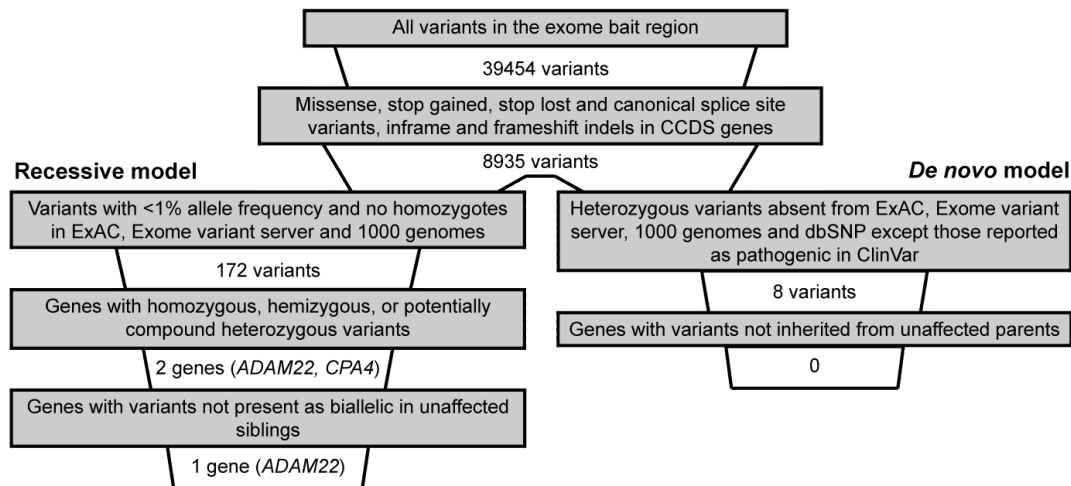 All variants in the exome bait region
39454 variants
Missense, stop gained, stop lost and canonical splice site
variants, inframe and frameshift indels in CCDS genes
8935 variants
Recessive model
Variants with <1% allele frequency and no homozygotes
in ExAC, Exome variant server and 1000 genomes
172 variants
Genes with homozygous, hemizygous, or potentially
compound heterozygous variants
2 genes (ADAM22, CPA4)
Genes with variants not present as biallelic in unaffected
siblings
1 gene (ADAM22)
De novo model
Heterozygous variants absent from ExAC, Exome variant
server, 1000 genomes and dbSNP except those reported
as pathogenic in ClinVar
8 variants
Genes with variants not inherited from unaffected parents
0